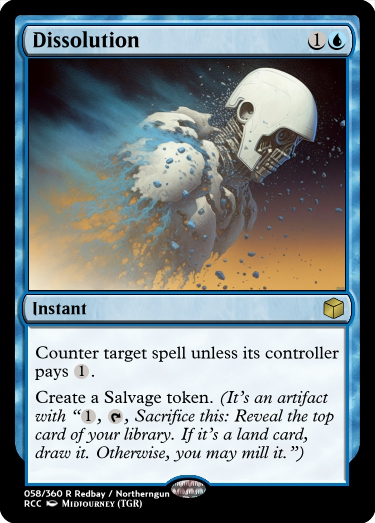 Dissolution 1
Instant
Counter target spell unless its controller
pays 1.
Create a Salvage token. (It's an artifact
with "1, , Sacrifice this: Reveal the top
card of your library. If it's a land card,
draw it. Otherwise, you may mill it.")
058/360 R Redbay / Northerngun
RCC Midjourney (TGR)